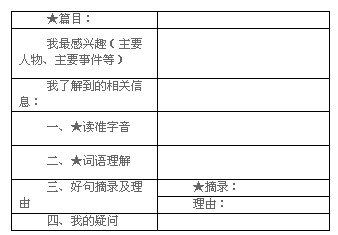 ★篇目：
我最感兴趣（主要
人物、主要事件等）
我了解到的相关信
息：
一、★读准字音
二、★词语理解
三、好句摘录及理
由
★摘录：
理由：
四、我的疑问